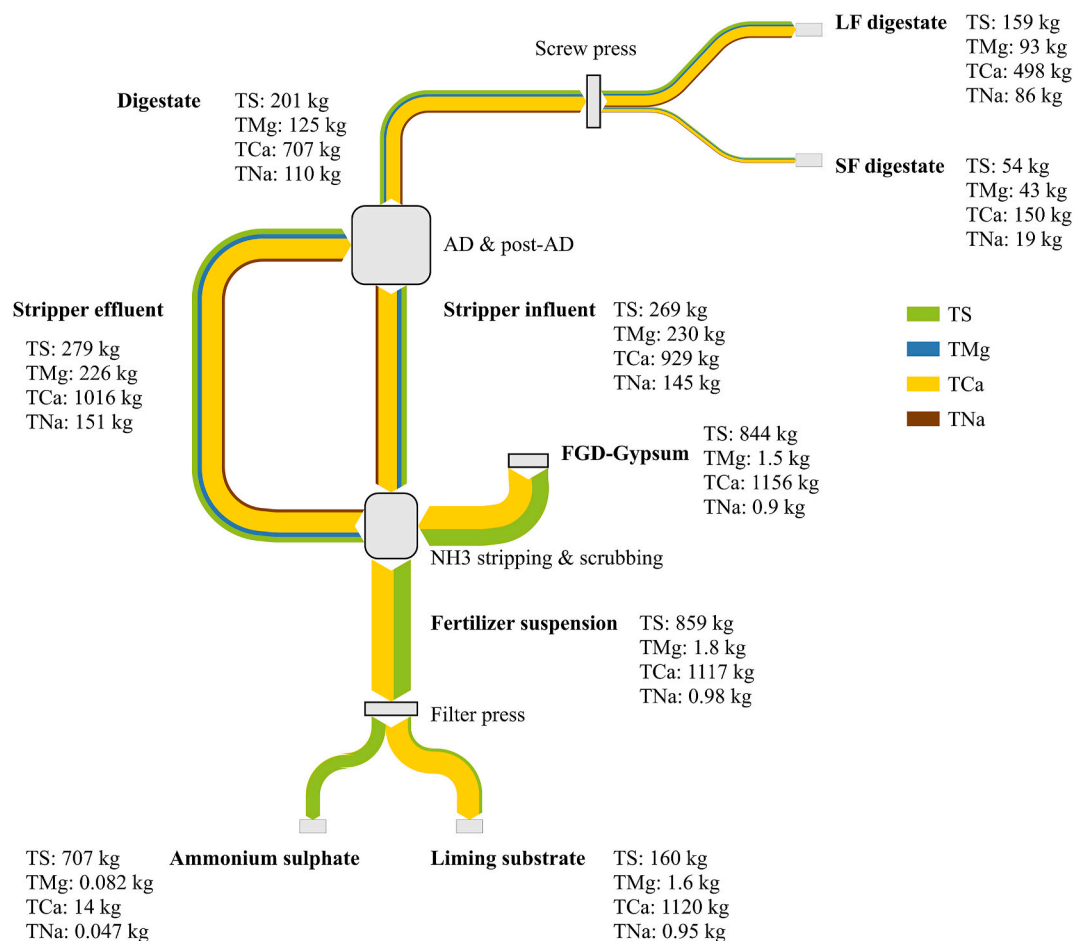 Screw press
LF digestate
TS: 159 kg
TMg: 93 kg
TCa: 498 kg
TNa: 86 kg
Digestate
TS: 201 kg
TMg: 125 kg
TCa: 707 kg
TNa: 110 kg
SF digestate
TS: 54 kg
TMg: 43 kg
TCa: 150 kg
TNa: 19 kg
AD & post-AD
Stripper effluent
TS: 279 kg
TMg: 226 kg
TCa: 1016 kg
TNa: 151 kg
Stripper influent
TS: 269 kg
TMg: 230 kg
TCa: 929 kg
TNa: 145 kg
TS
TMg
TCa
TNa
FGD-Gypsum
TS: 844 kg
TMg: 1.5 kg
TCa: 1156 kg
TNa: 0.9 kg
NH3 stripping & scrubbing
Fertilizer suspension
TS: 859 kg
TMg: 1.8 kg
TCa: 1117 kg
TNa: 0.98 kg
Filter press
Ammonium sulphate
TS: 707 kg
TMg: 0.082 kg
TCa: 14 kg
TNa: 0.047 kg
Liming substrate
TS: 160 kg
TMg: 1.6 kg
TCa: 1120 kg
TNa: 0.95 kg